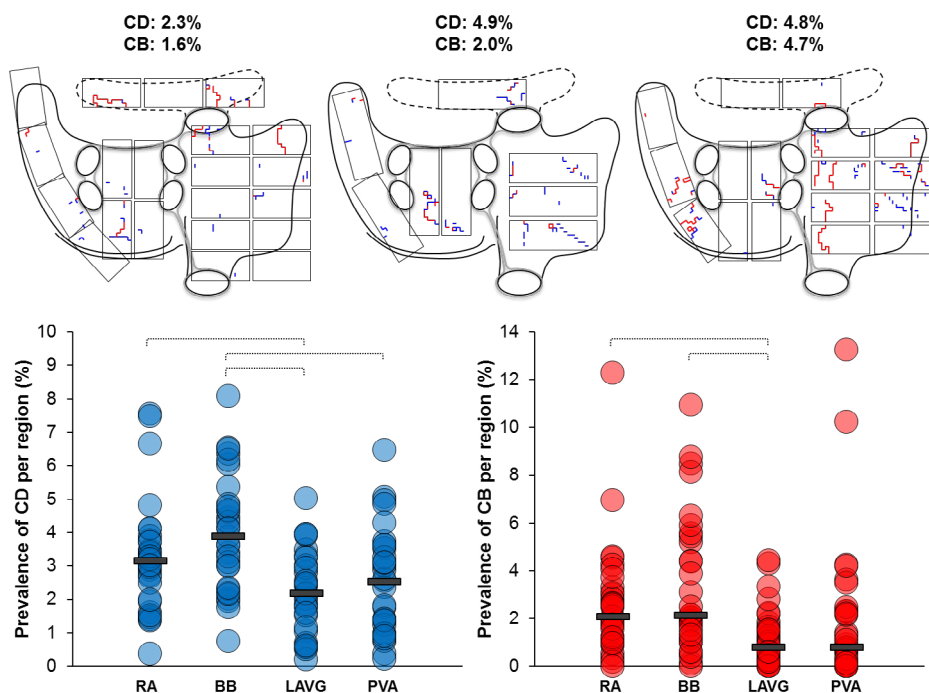 CD: 2.3%
CB: 1.6%
CD: 4.9%
CB: 2.0%
CD: 4.8%
CB: 4.7%
Prevalence of CD per region (%)
10
9
8
7
6
5
4
3
2
1
0
RA BB LAVG PVA
Prevalence of CB per region (%)
14
12
10
8
6
4
2
0
RA BB LAVG PVA